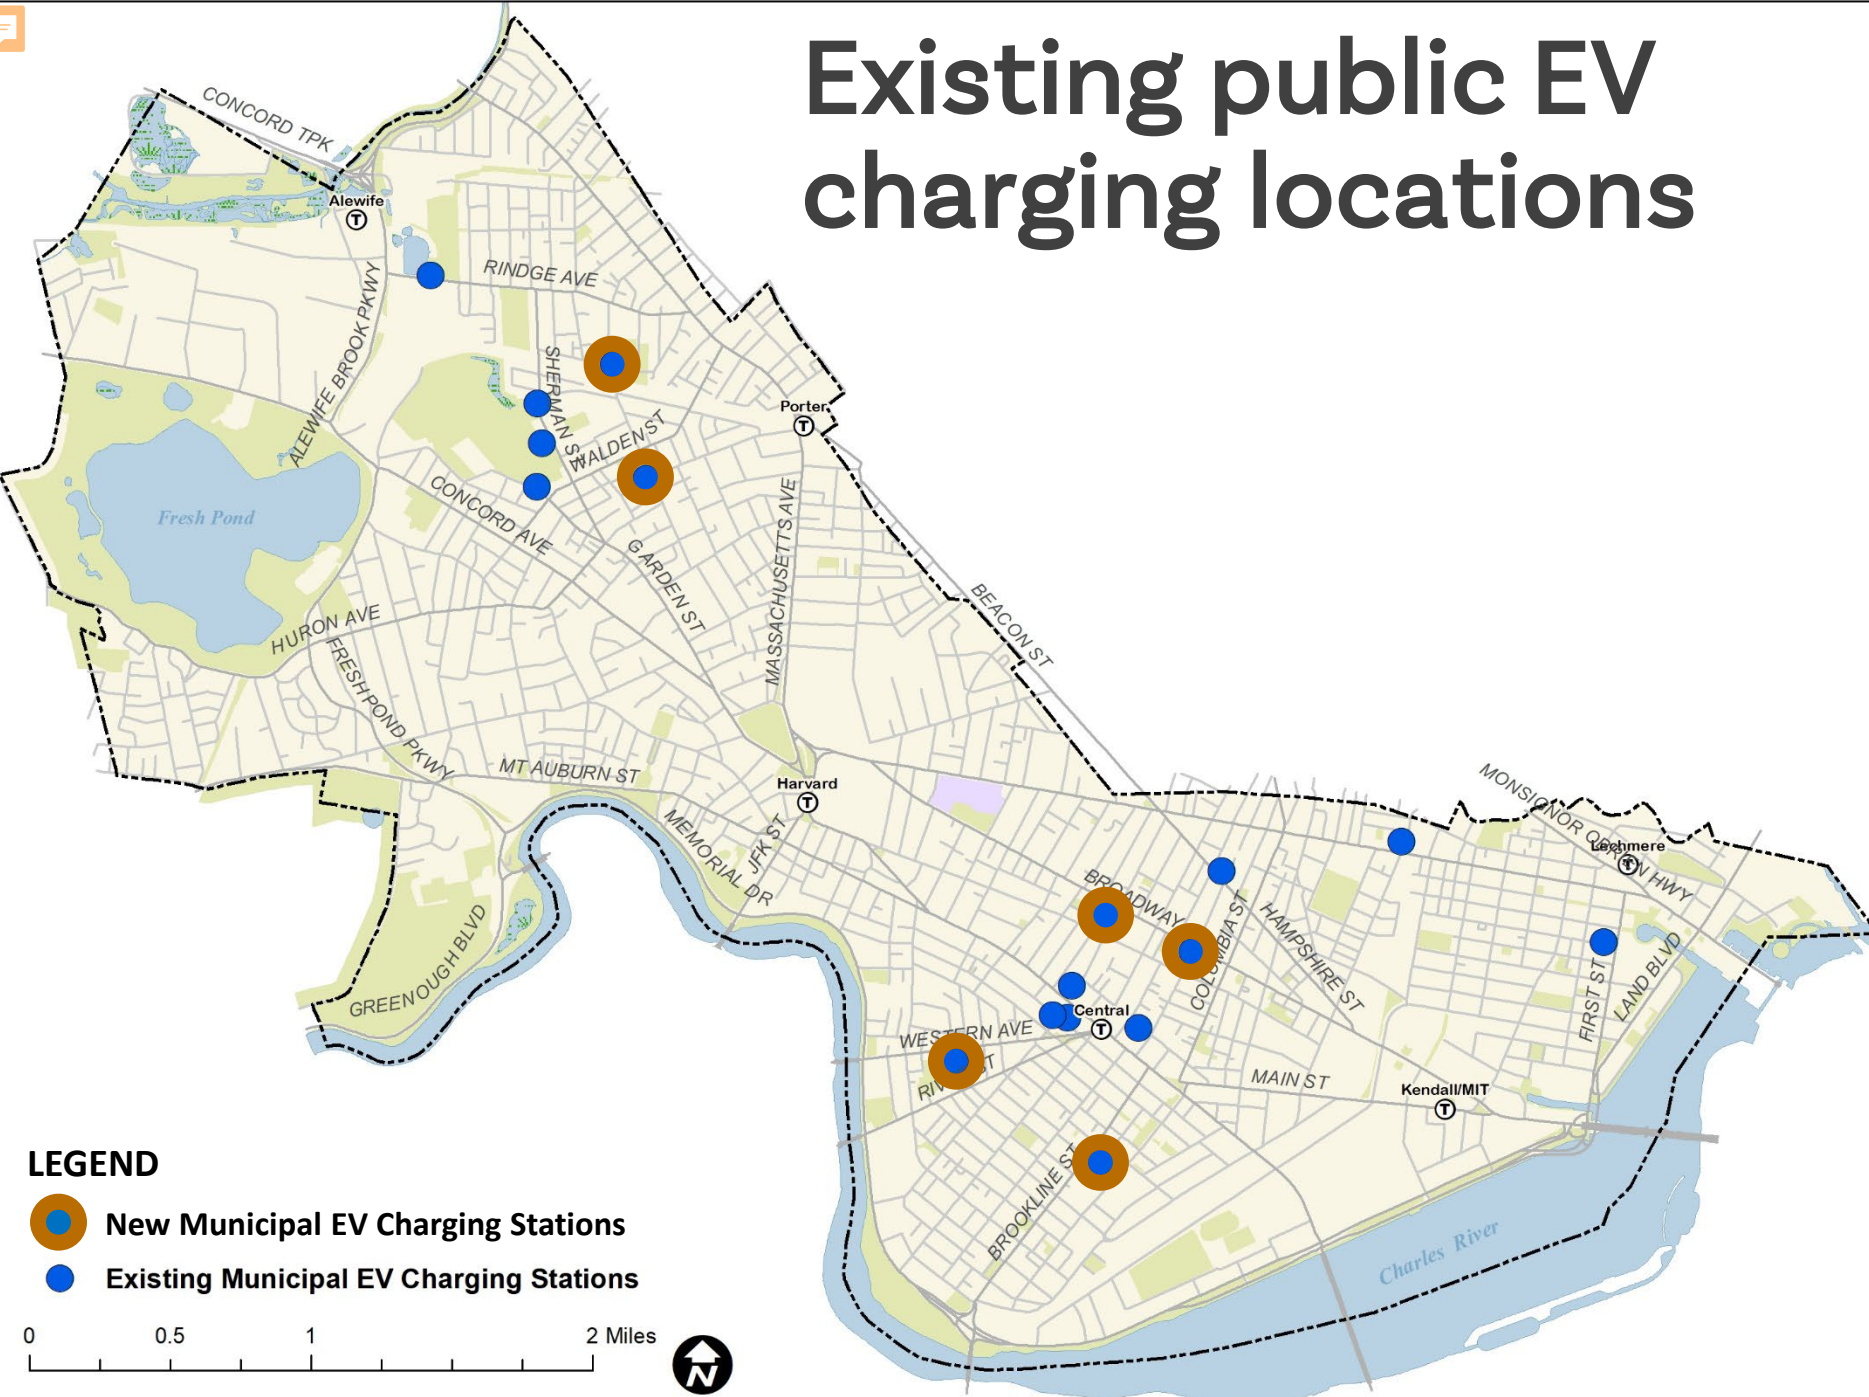 Existing public EV
charging locations
CONCORD TPK
Alewife
T
RINDGE AVE
ALEWIFE BROOK PKWY
SHERMAN ST
WALDEN ST
Porter
T
Fresh Pond
CONCORD AVE
GARDEN ST
MASSACHUSETTS AVE
BEACON ST
HURON AVE
FRESH POND PKWY
MT AUBURN ST
Harvard
T
MEMORIAL DR
JFK ST
GREENOUGH BLVD
MONSIGNOR OBRIEN HWY
Lechmere
T
BROADWAY
COLUMBIA ST
HAMPSHIRE ST
FIRST ST
LAND BLVD
Central
T
WESTERN AVE
RIVER ST
MAIN ST
Kendall/MIT
T
BROOKLINE ST
Charles River
LEGEND
New Municipal EV Charging Stations
Existing Municipal EV Charging Stations
0 0.5 1 2 Miles
N